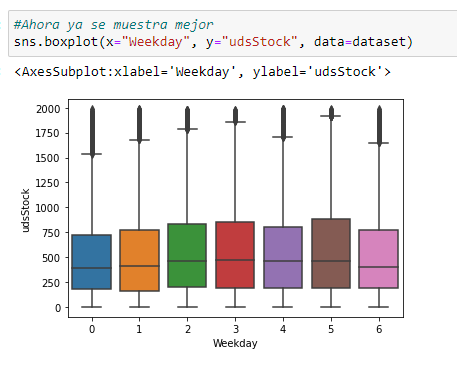 #Ahora ya se muestra mejor
sns.boxplot(x="Weekday", y="udsStock", data=dataset)
<AxesSubplot:xlabel='Weekday', ylabel='udsStock'>
2000
1750
1500
1250
1000
750
500
250
0
udsStock
0 1 2 3 4 5 6
Weekday